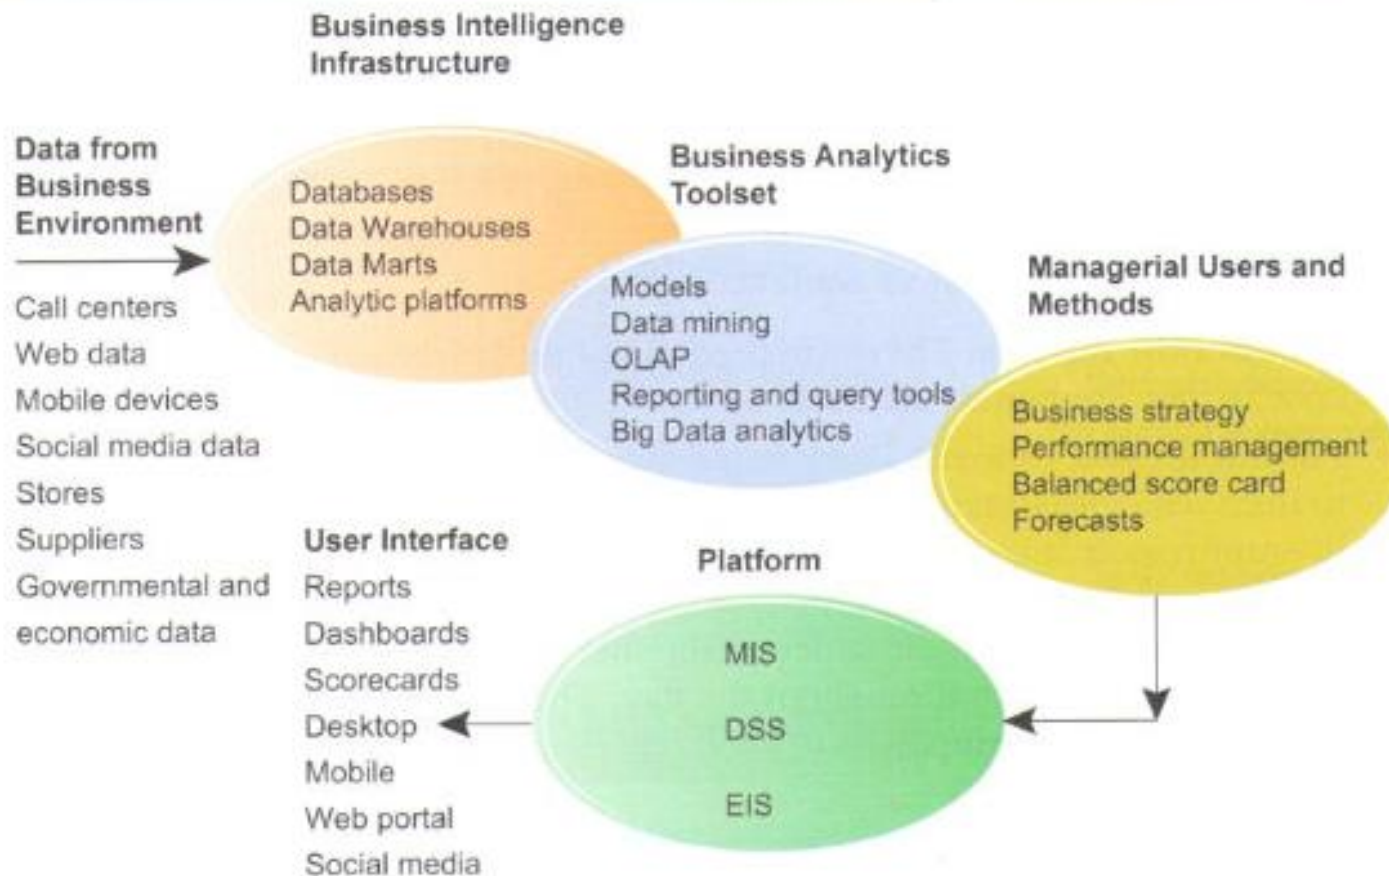 Business Intelligence
Infrastructure
Data from
Business
Environment
Call centers
Web data
Mobile devices
Social media data
Stores
Suppliers
Governmental and
economic data
Databases
Data Warehouses
Data Marts
Analytic platforms
Business Analytics
Toolset
Models
Data mining
OLAP
Reporting and query tools
Big Data analytics
Managerial Users and
Methods
Business strategy
Performance management
Balanced score card
Forecasts
Platform
MIS
DSS
EIS
User Interface
Reports
Dashboards
Scorecards
Desktop
Mobile
Web portal
Social media